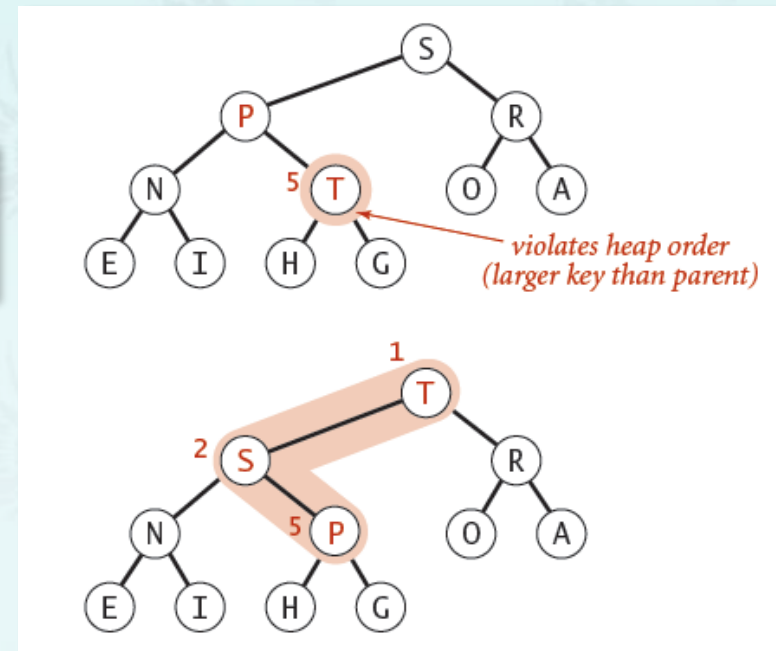 S
P R
N 5 T O A
violates heap order
(larger key than parent)
E I H G
1
T
2 S R
N 5 P O A
E I H G